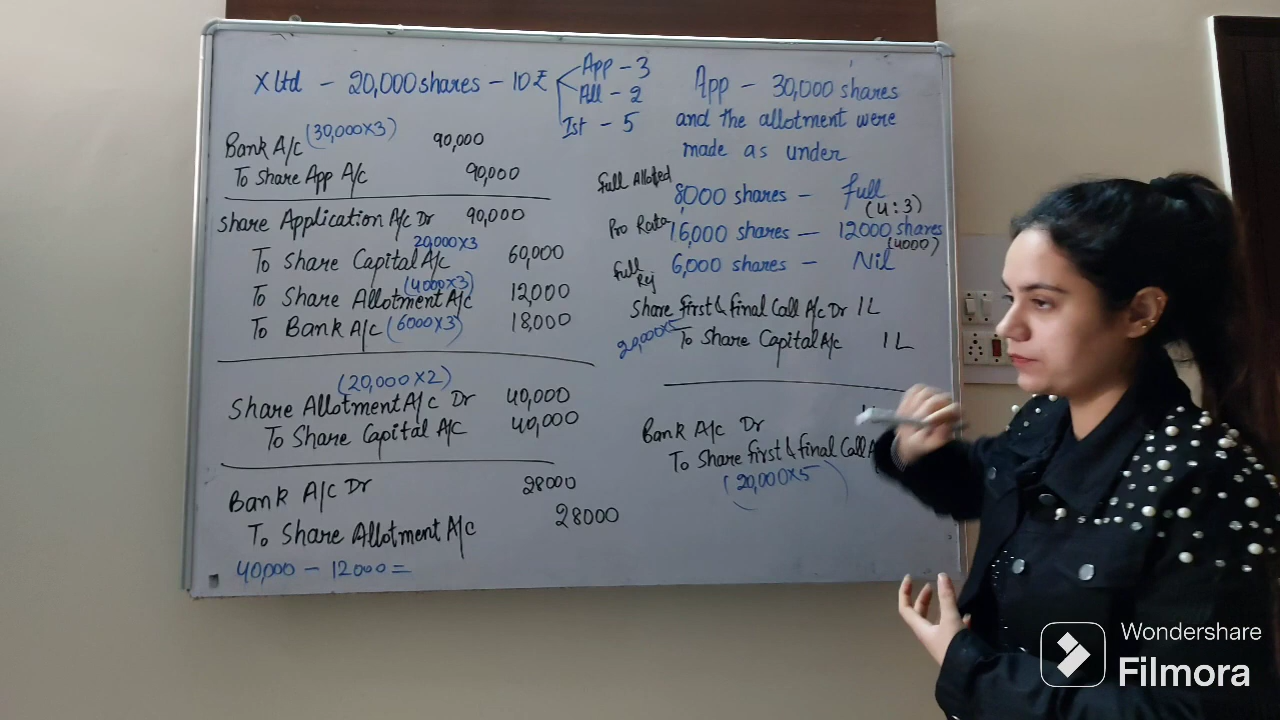 X Ltd - 20,000 shares - 10₹
App - 3
All - 2
Ist - 5
Bank A/c (30,000×3) 90,000
To Share App A/c 90,000
Share Application A/c Dr 90,000
20,000×3
To Share Capital A/c 60,000
(4000×3)
To Share Allotment A/c 12,000
To Bank A/c (6000×3) 18,000
(20,000×2)
Share Allotment A/c Dr 40,000
To Share Capital A/c 40,000
Bank A/c Dr 28000
To Share Allotment A/c 28000
40,000 - 12000=
App - 30,000 shares
and the allotment were
made as under
Full Alloted 8000 shares - full
(4:3)
Pro Rata 16,000 shares - 12000 shares
(4000)
Full Rej 6,000 shares - Nil
Share first & final Call A/c Dr 1L
20,000×5 To Share Capital A/c 1L
Bank A/c Dr
To Share first & final Call A
(20,000×5)
Wondershare
Filmora